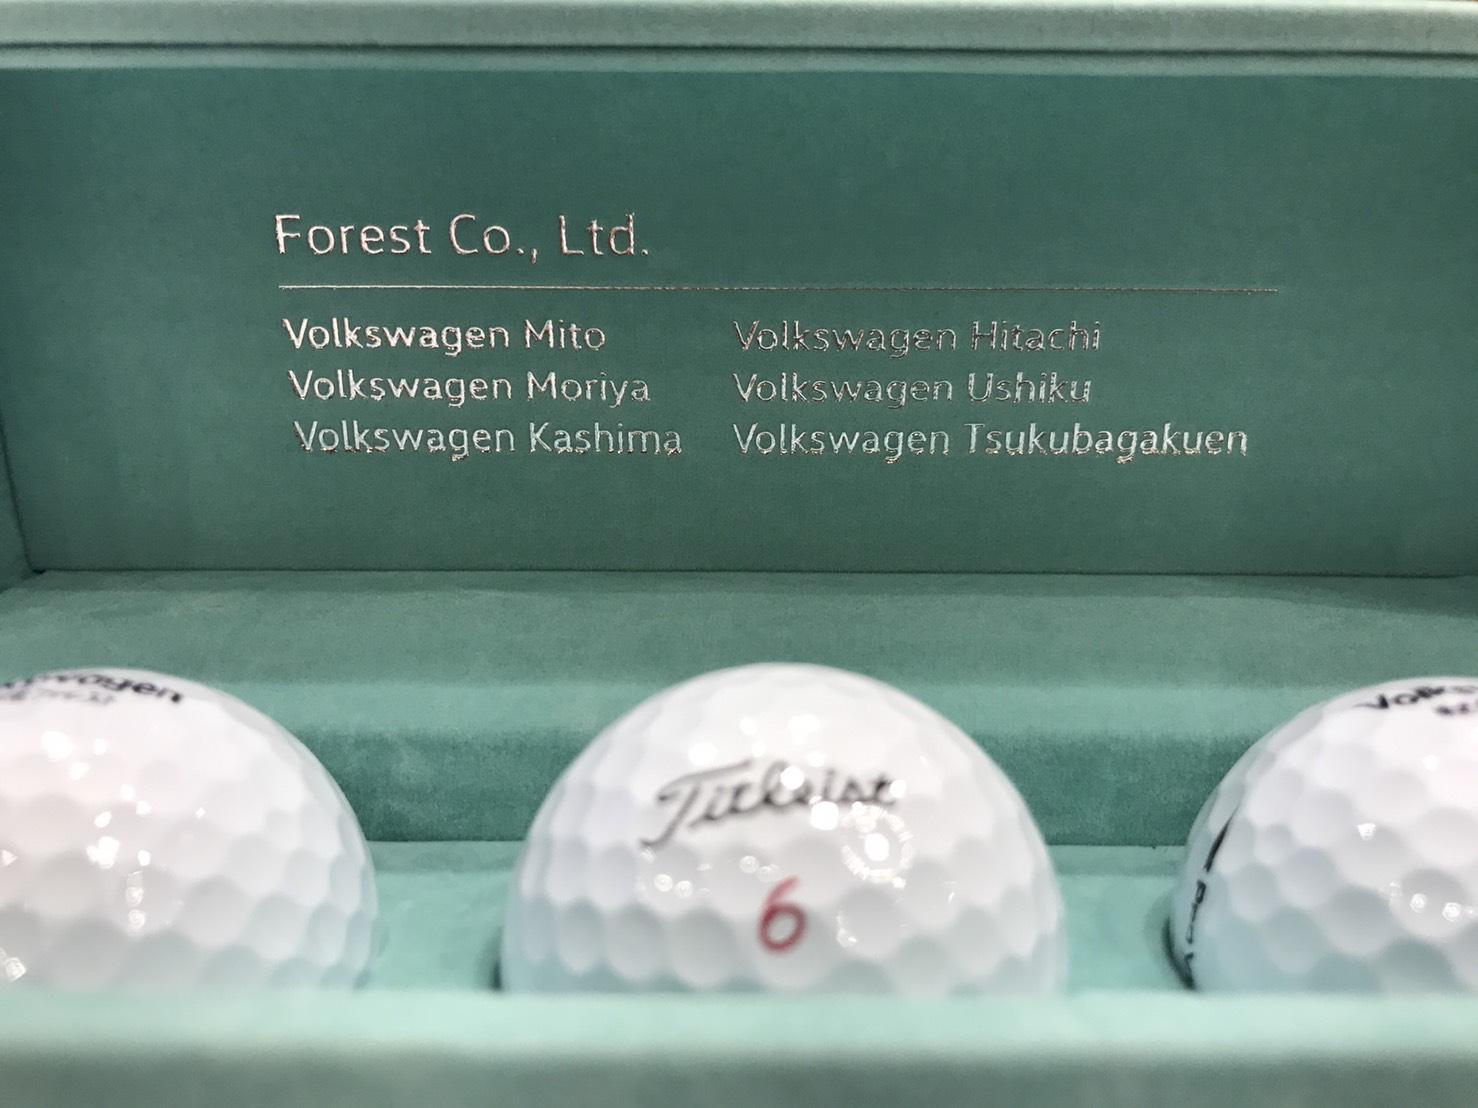 Forest Co., Ltd.
Volkswagen Mito
Volkswagen Hitachi
Volkswagen Moriya
Volkswagen Ushiku
Volkswagen Kashima
Volkswagen Tsukubagakuen
Titleist
6